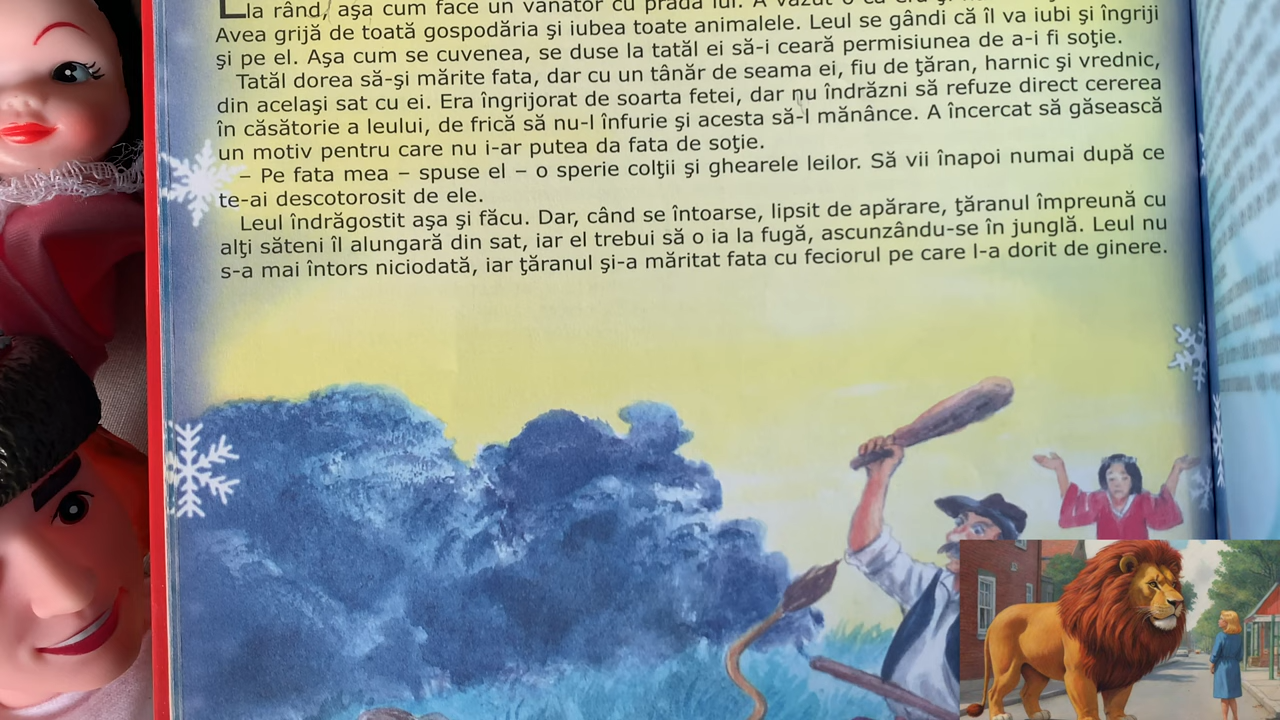 la rând, aşa cum face un vânător cu prada lui. A văzut
Avea grijă de toată gospodăria şi iubea toate animalele. Leul se gândi că îl va iubi şi îngriji
şi pe el. Aşa cum se cuvenea, se duse la tatăl ei să-i ceară permisiunea de a-i fi soţie.
Tatăl dorea să-şi mărite fata, dar cu un tânăr de seama ei, fiu de ţăran, harnic şi vrednic,
din acelaşi sat cu ei. Era îngrijorat de soarta fetei, dar nu îndrăzni să refuze direct cererea
în căsătorie a leului, de frică să nu-l înfurie şi acesta să-l mănânce. A încercat să găsească
un motiv pentru care nu i-ar putea da fata de soţie.
– Pe fata mea – spuse el – o sperie colţii şi ghearele leilor. Să vii înapoi numai după ce
te-ai descotorosit de ele.
Leul îndrăgostit aşa şi făcu. Dar, când se întoarse, lipsit de apărare, ţăranul împreună cu
alţi săteni îl alungară din sat, iar el trebui să o ia la fugă, ascunzându-se în junglă. Leul nu
s-a mai întors niciodată, iar ţăranul şi-a măritat fata cu feciorul pe care l-a dorit de ginere.